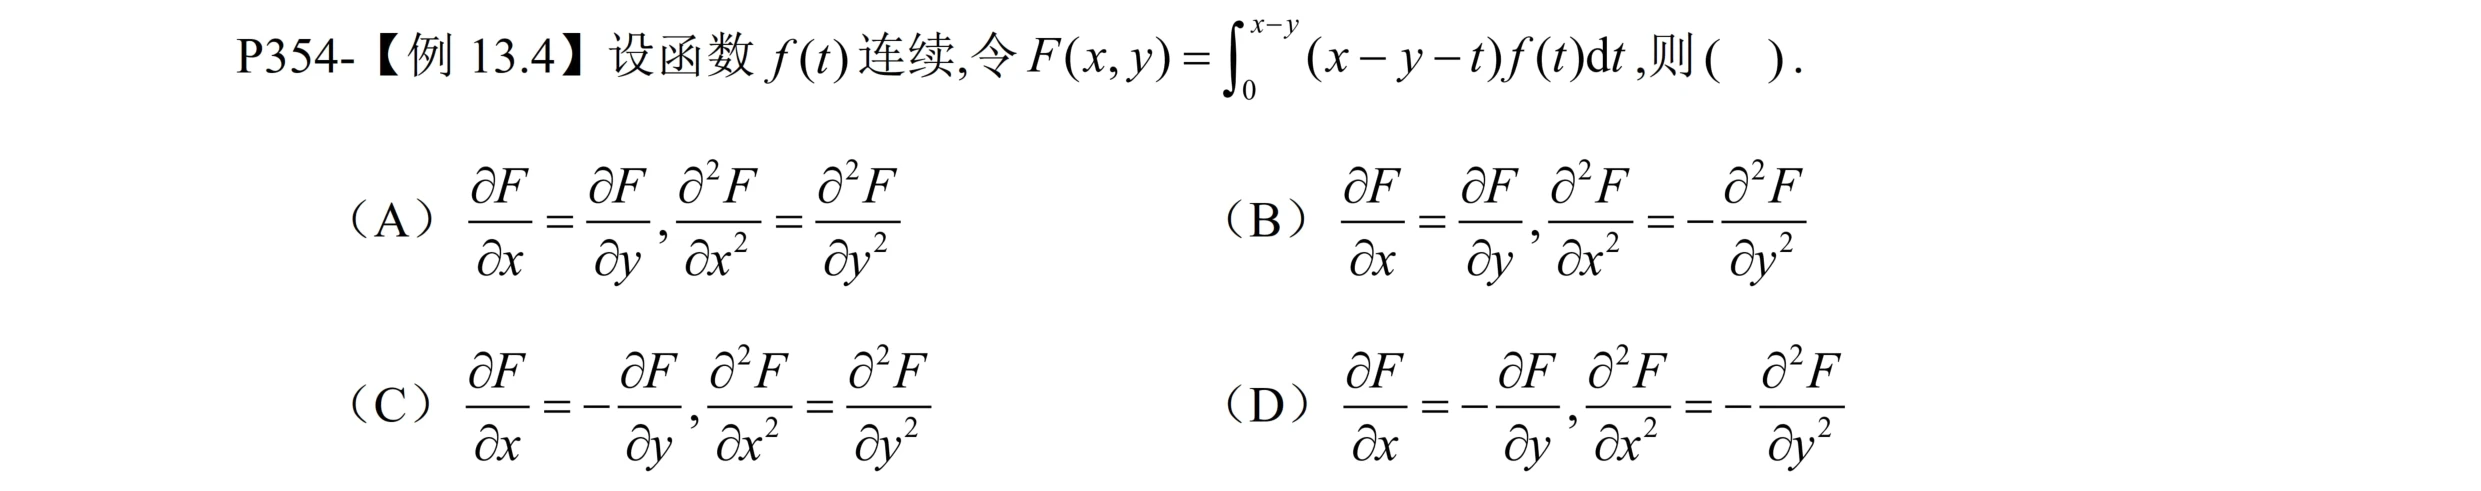 P354-【例 13.4】设函数 f(t) 连续,令 F(x, y) = ∫₀^{x−y} (x − y − t)f(t)dt ,则(   ).
(A) ∂F/∂x = ∂F/∂y, ∂²F/∂x² = ∂²F/∂y²
(B) ∂F/∂x = ∂F/∂y, ∂²F/∂x² = −∂²F/∂y²
(C) ∂F/∂x = −∂F/∂y, ∂²F/∂x² = ∂²F/∂y²
(D) ∂F/∂x = −∂F/∂y, ∂²F/∂x² = −∂²F/∂y²